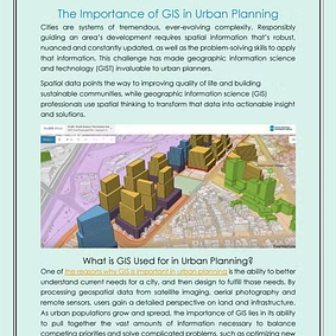 The Importance of GIS in Urban Planning
Cities are systems of tremendous, ever-evolving complexity. Responsibly
guiding an area's development requires spatial information that's robust,
nuanced and constantly updated, as well as the problem-solving skills to apply
that information. This challenge has made geographic information science
and technology (GIST) invaluable to urban planners.
Spatial data points the way to improving quality of life and building
sustainable communities, while geographic information science (GIS)
professionals use spatial thinking to transform that data into actionable insight
and solutions.
What is GIS Used for in Urban Planning?
One of the reasons why GIS is important in urban planning is the ability to better
understand current needs for a city, and then design to fulfill those needs. By
processing geospatial data from satellite imaging, aerial photography and
remote sensors, users gain a detailed perspective on land and infrastructure.
As urban populations grow and spread, the importance of GIS lies in its ability
to pull together the vast amounts of information necessary to balance
competing priorities and solve complicated problems, such as optimizing new